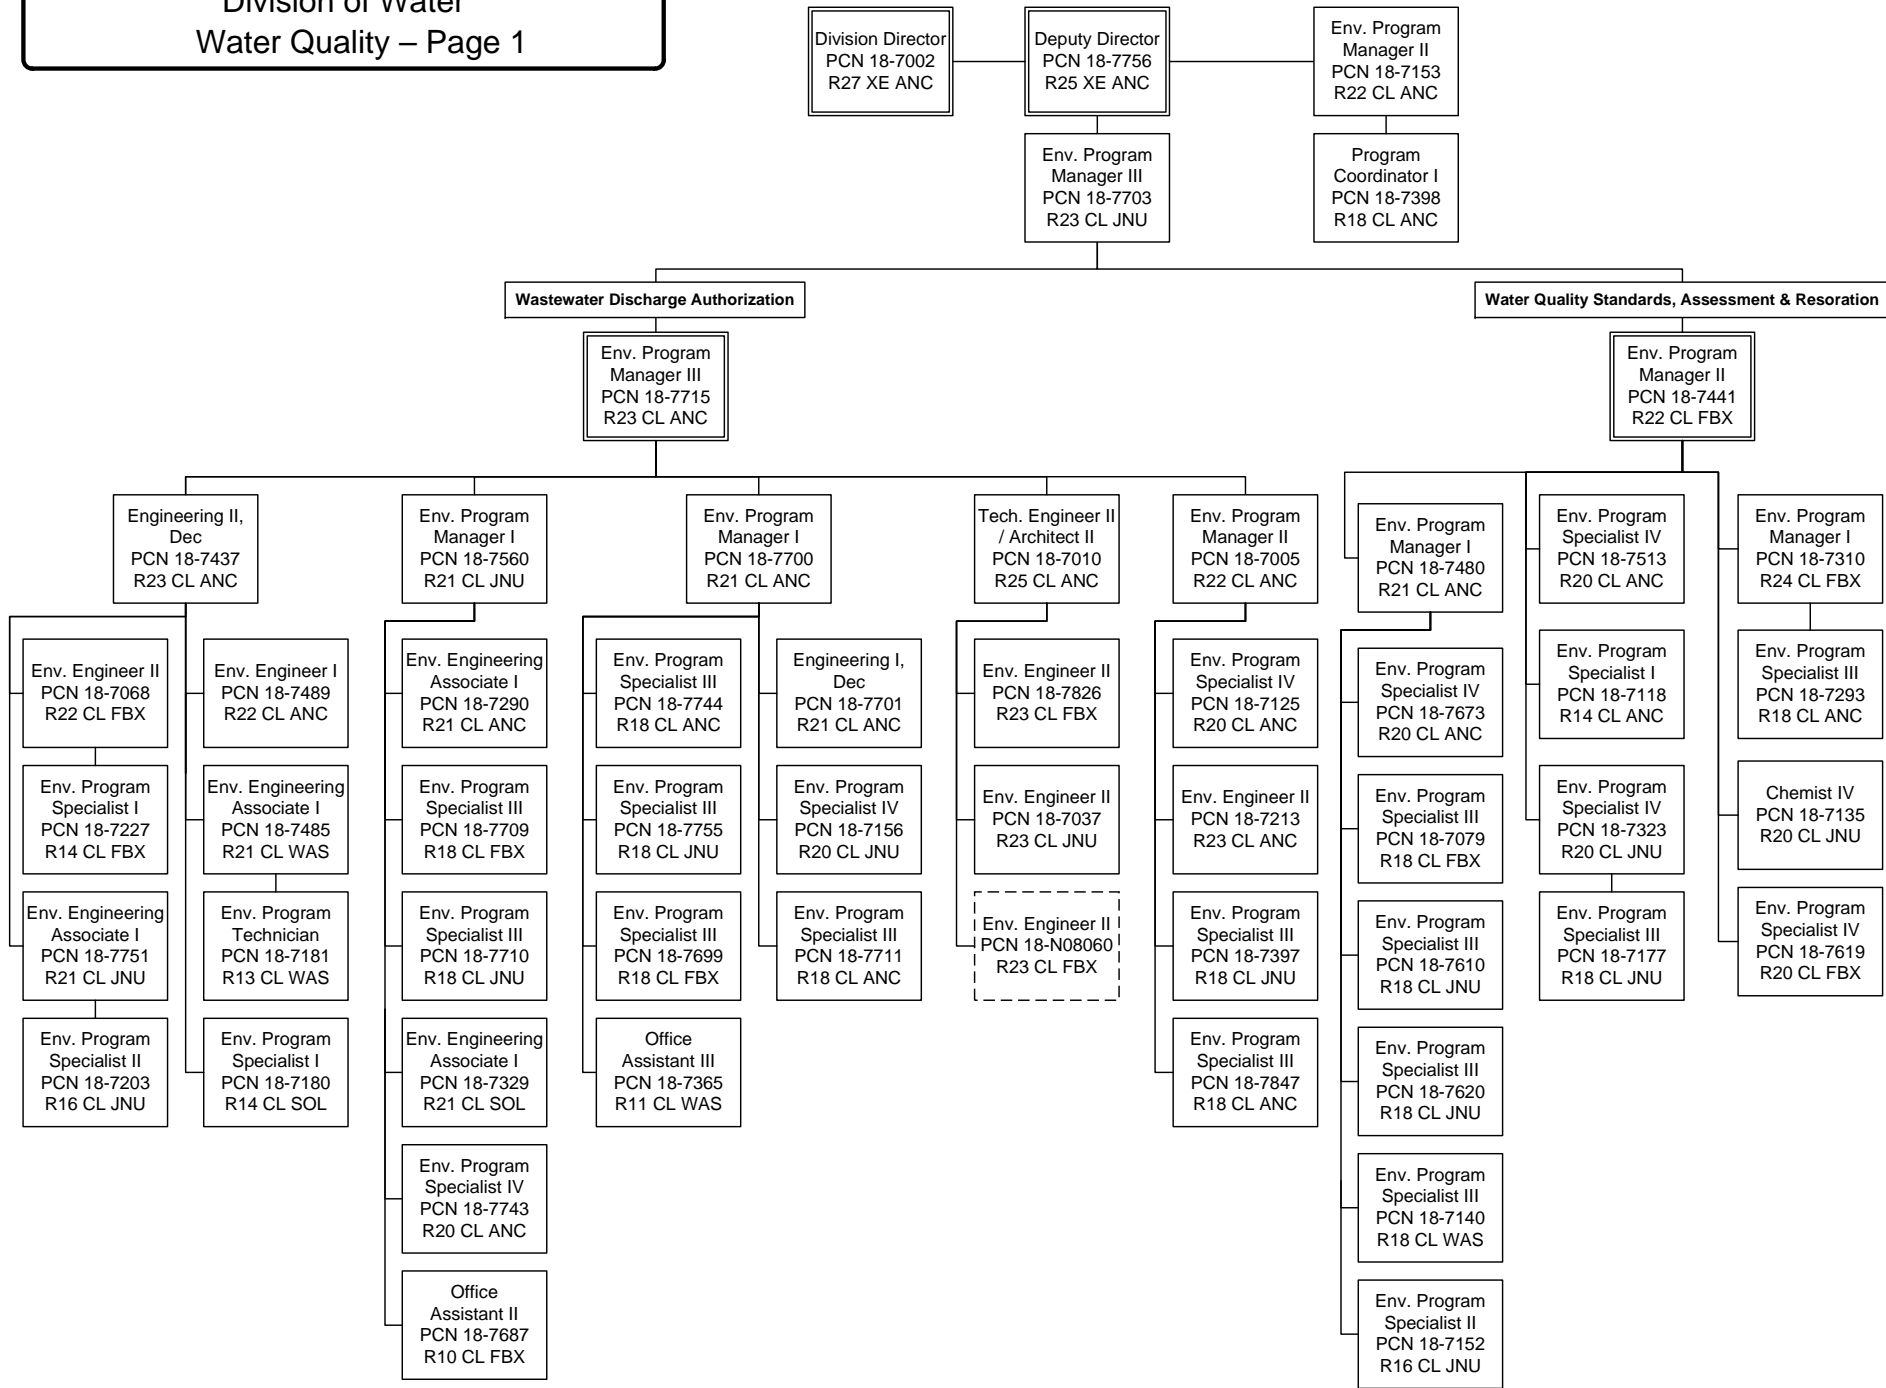 Division of Water
Water Quality – Page 1
Division Director
PCN 18-7002
R27 XE ANC
Deputy Director
PCN 18-7756
R25 XE ANC
Env. Program
Manager II
PCN 18-7153
R22 CL ANC
Env. Program
Manager III
PCN 18-7703
R23 CL JNU
Program
Coordinator I
PCN 18-7398
R18 CL ANC
Wastewater Discharge Authorization
Water Quality Standards, Assessment & Resoration
Env. Program
Manager III
PCN 18-7715
R23 CL ANC
Env. Program
Manager II
PCN 18-7441
R22 CL FBX
Engineering II,
Dec
PCN 18-7437
R23 CL ANC
Env. Program
Manager I
PCN 18-7560
R21 CL JNU
Env. Program
Manager I
PCN 18-7700
R21 CL ANC
Tech. Engineer II
/ Architect II
PCN 18-7010
R25 CL ANC
Env. Program
Manager II
PCN 18-7005
R22 CL ANC
Env. Program
Manager I
PCN 18-7480
R21 CL ANC
Env. Program
Specialist IV
PCN 18-7513
R20 CL ANC
Env. Program
Manager I
PCN 18-7310
R24 CL FBX
Env. Engineer II
PCN 18-7068
R22 CL FBX
Env. Engineer I
PCN 18-7489
R22 CL ANC
Env. Engineering
Associate I
PCN 18-7290
R21 CL ANC
Env. Program
Specialist III
PCN 18-7744
R18 CL ANC
Engineering I,
Dec
PCN 18-7701
R21 CL ANC
Env. Engineer II
PCN 18-7826
R23 CL FBX
Env. Program
Specialist IV
PCN 18-7125
R20 CL ANC
Env. Program
Specialist IV
PCN 18-7673
R20 CL ANC
Env. Program
Specialist I
PCN 18-7118
R14 CL ANC
Env. Program
Specialist III
PCN 18-7293
R18 CL ANC
Env. Program
Specialist I
PCN 18-7227
R14 CL FBX
Env. Engineering
Associate I
PCN 18-7485
R21 CL WAS
Env. Program
Specialist III
PCN 18-7709
R18 CL FBX
Env. Program
Specialist III
PCN 18-7755
R18 CL JNU
Env. Program
Specialist IV
PCN 18-7156
R20 CL JNU
Env. Engineer II
PCN 18-7037
R23 CL JNU
Env. Engineer II
PCN 18-7213
R23 CL ANC
Env. Program
Specialist III
PCN 18-7079
R18 CL FBX
Env. Program
Specialist IV
PCN 18-7323
R20 CL JNU
Chemist IV
PCN 18-7135
R20 CL JNU
Env. Engineering
Associate I
PCN 18-7751
R21 CL JNU
Env. Program
Technician
PCN 18-7181
R13 CL WAS
Env. Program
Specialist III
PCN 18-7710
R18 CL JNU
Env. Program
Specialist III
PCN 18-7699
R18 CL FBX
Env. Program
Specialist III
PCN 18-7711
R18 CL ANC
Env. Engineer II
PCN 18-N08060
R23 CL FBX
Env. Program
Specialist III
PCN 18-7397
R18 CL JNU
Env. Program
Specialist III
PCN 18-7610
R18 CL JNU
Env. Program
Specialist III
PCN 18-7177
R18 CL JNU
Env. Program
Specialist IV
PCN 18-7619
R20 CL FBX
Env. Program
Specialist II
PCN 18-7203
R16 CL JNU
Env. Program
Specialist I
PCN 18-7180
R14 CL SOL
Env. Engineering
Associate I
PCN 18-7329
R21 CL SOL
Office
Assistant III
PCN 18-7365
R11 CL WAS
Env. Program
Specialist III
PCN 18-7847
R18 CL ANC
Env. Program
Specialist III
PCN 18-7620
R18 CL JNU
Env. Program
Specialist IV
PCN 18-7743
R20 CL ANC
Env. Program
Specialist III
PCN 18-7140
R18 CL WAS
Office
Assistant II
PCN 18-7687
R10 CL FBX
Env. Program
Specialist II
PCN 18-7152
R16 CL JNU